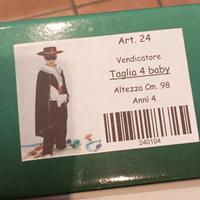 Art. 24
Vendicatore
Taglia 4 baby
Altezza Cm. 98
Anni 4
240104